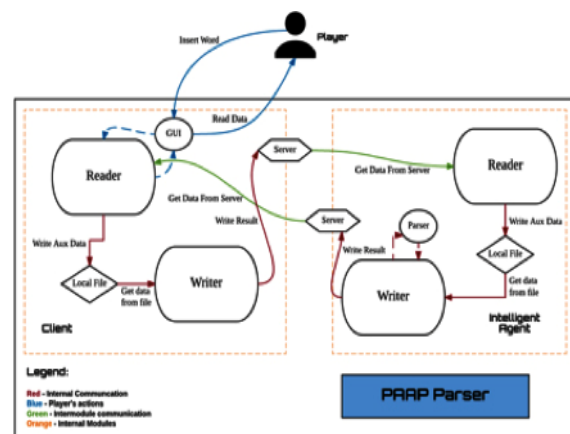 Insert Word
Player
GUI
Read Data
Server
Reader
Get Data From Server
Reader
Get Data From Server
Server
Write Aux Data
Write Result
Parser
Write Aux Data
Write Result
Local File
Get data
from file
Writer
Writer
Local File
Get data
from file
Client
Intelligent
Agent
Legend:
Red - Internal Communcation
Blue - Player's actions
Green - Intermodule communication
Orange - Internal Modules
PAAP Parser